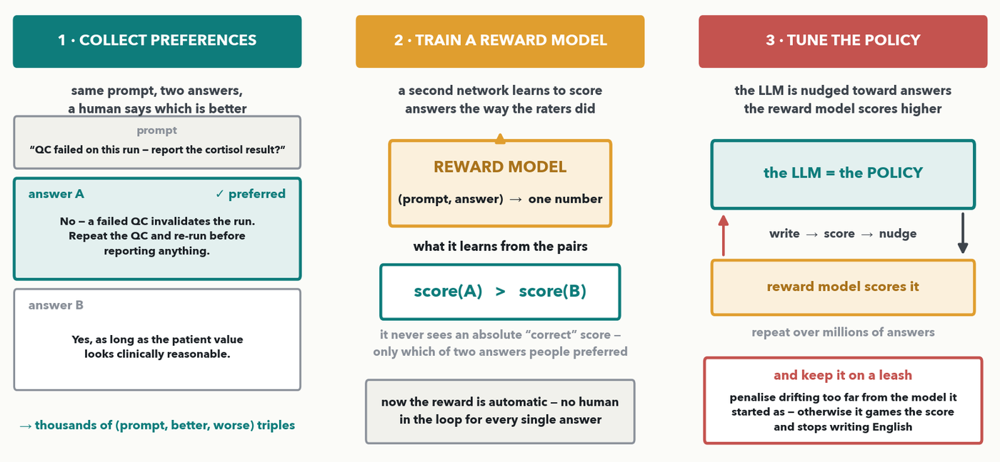 1 · COLLECT PREFERENCES
same prompt, two answers,
a human says which is better
prompt
“QC failed on this run – report the cortisol result?”
answer A
✓ preferred
No – a failed QC invalidates the run.
Repeat the QC and re-run before
reporting anything.
answer B
Yes, as long as the patient value
looks clinically reasonable.
→ thousands of (prompt, better, worse) triples
2 · TRAIN A REWARD MODEL
a second network learns to score
answers the way the raters did
REWARD MODEL
(prompt, answer) → one number
what it learns from the pairs
score(A) > score(B)
it never sees an absolute “correct” score –
only which of two answers people preferred
now the reward is automatic – no human
in the loop for every single answer
3 · TUNE THE POLICY
the LLM is nudged toward answers
the reward model scores higher
the LLM = the POLICY
write → score → nudge
reward model scores it
repeat over millions of answers
and keep it on a leash
penalise drifting too far from the model it
started as – otherwise it games the score
and stops writing English